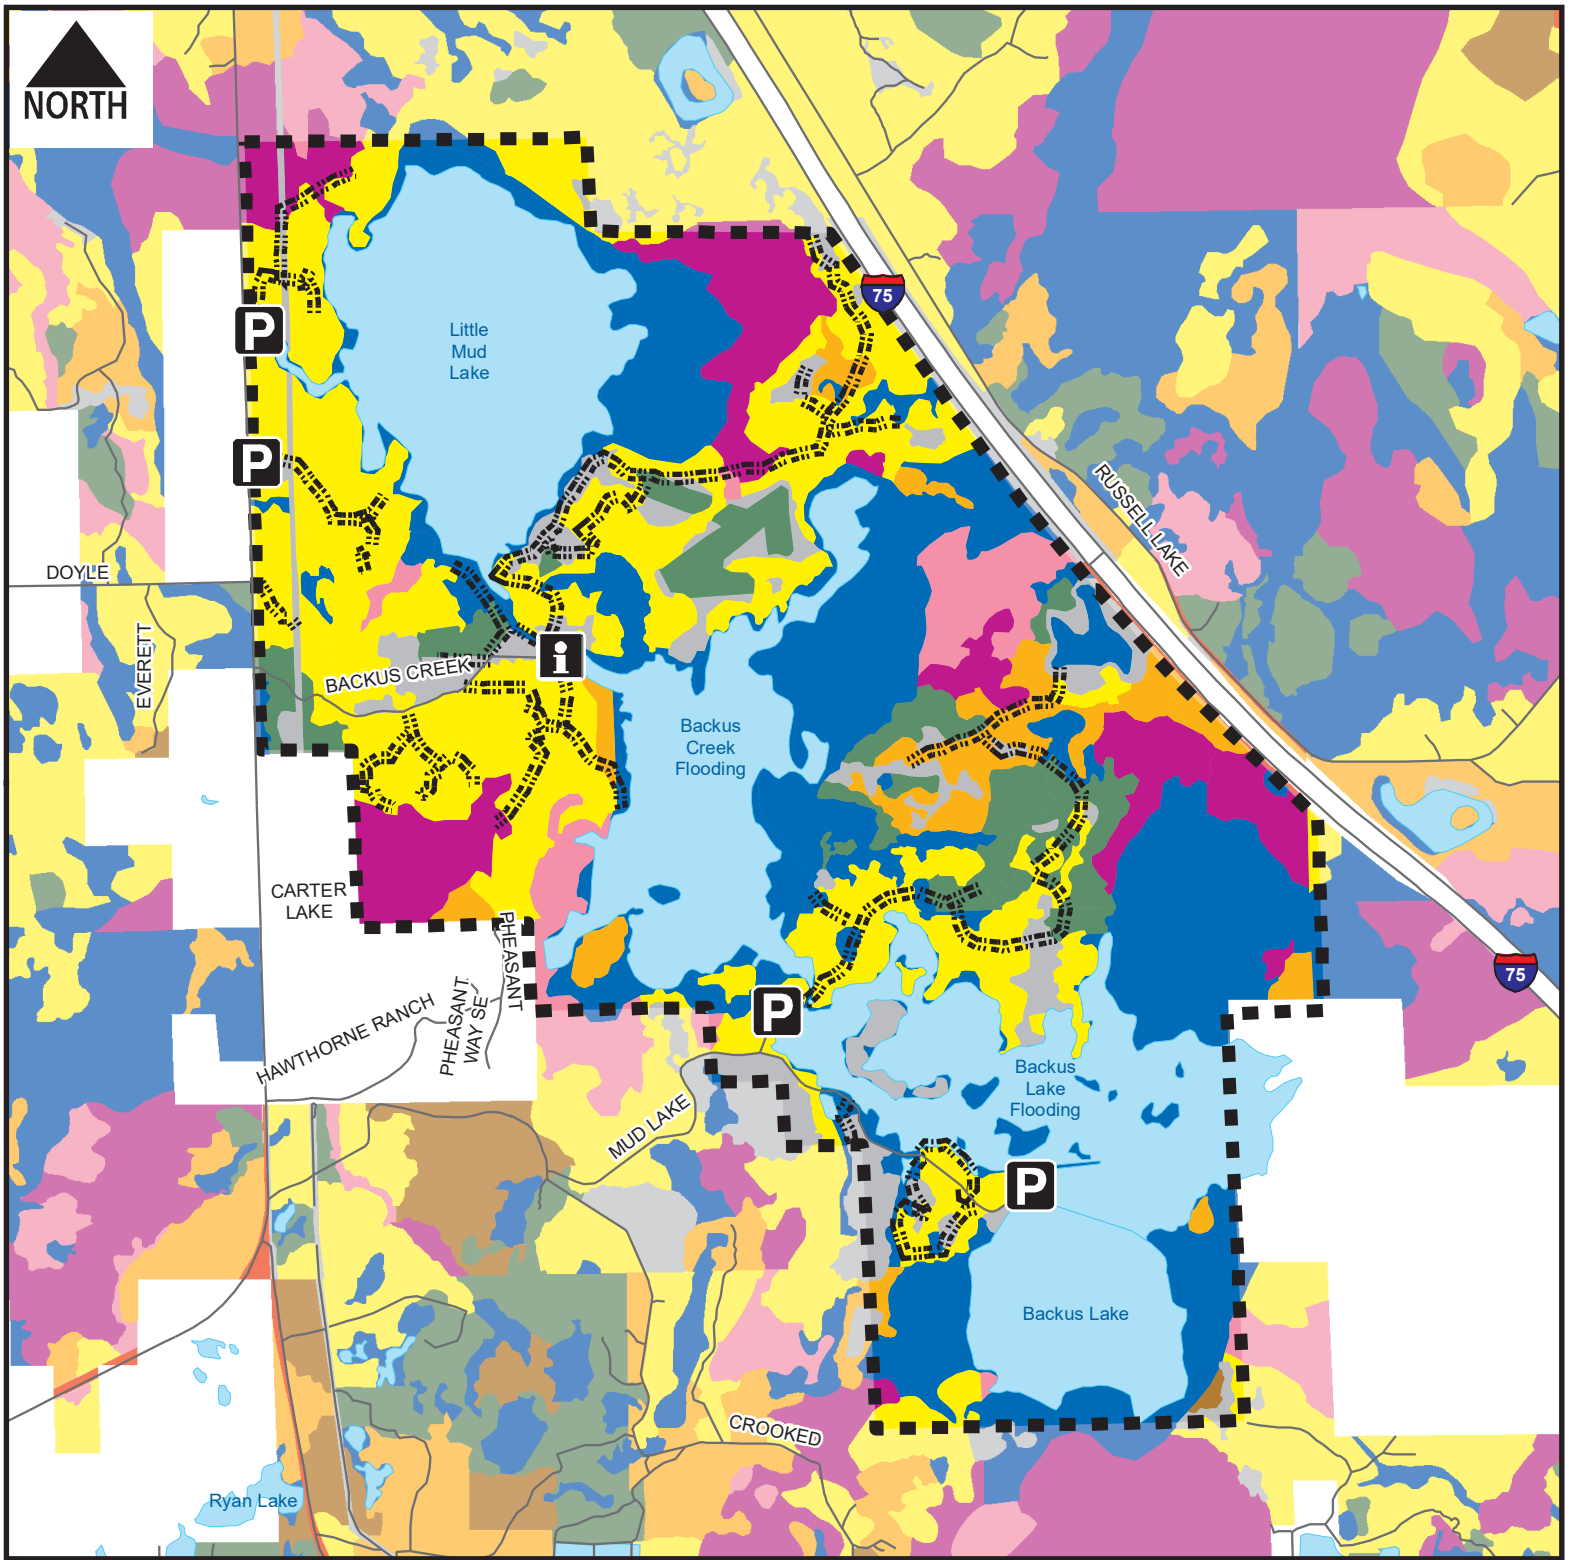 NORTH
75
P
Little
Mud
Lake
P
RUSSELL LAKE
DOYLE
EVERETT
i
BACKUS CREEK
Backus
Creek
Flooding
CARTER
LAKE
PHEASANT
75
HAWTHORNE RANCH
PHEASANT
WAY SE
P
Backus
Lake
Flooding
MUD LAKE
P
Backus Lake
CROOKED
Ryan Lake